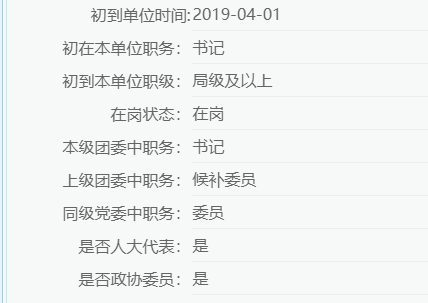 初到单位时间:2019-04-01
初在本单位职务：书记
初到本单位职级：局级及以上
在岗状态：在岗
本级团委中职务：书记
上级团委中职务：候补委员
同级党委中职务：委员
是否人大代表：是
是否政协委员：是